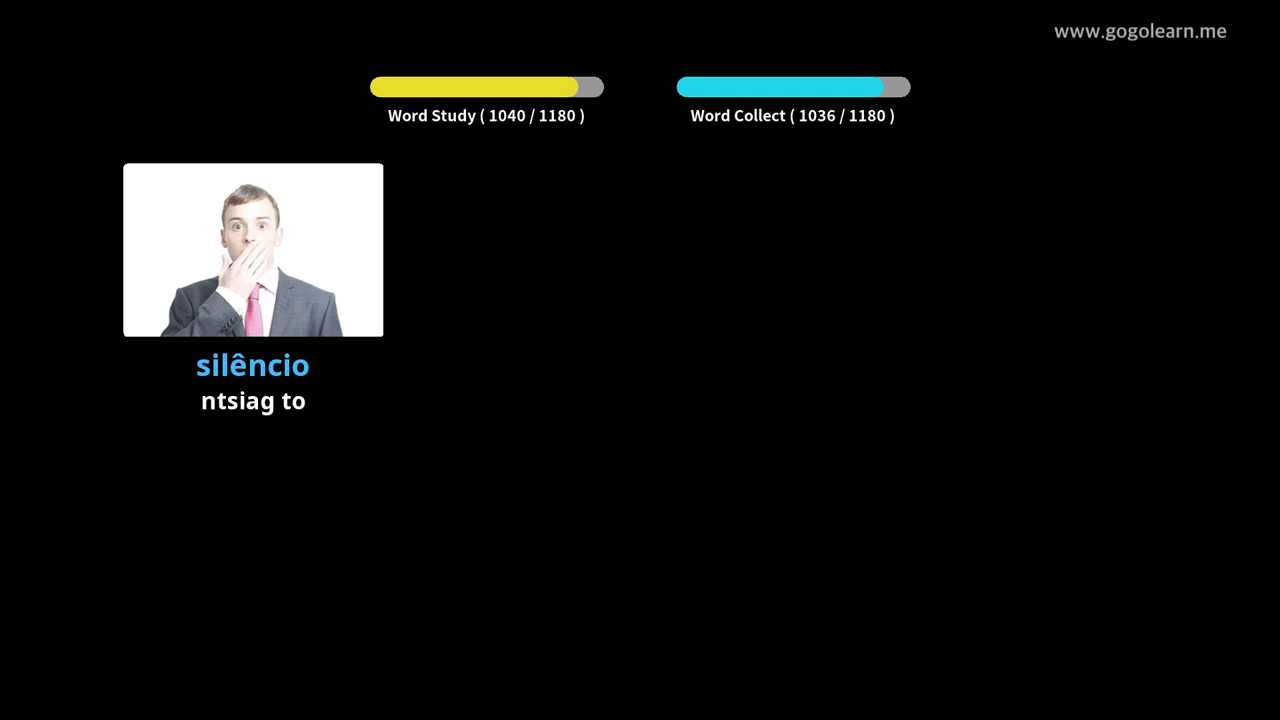 www.gogolearn.me
Word Study ( 1040 / 1180 )
Word Collect ( 1036 / 1180 )
silêncio
ntsiag to